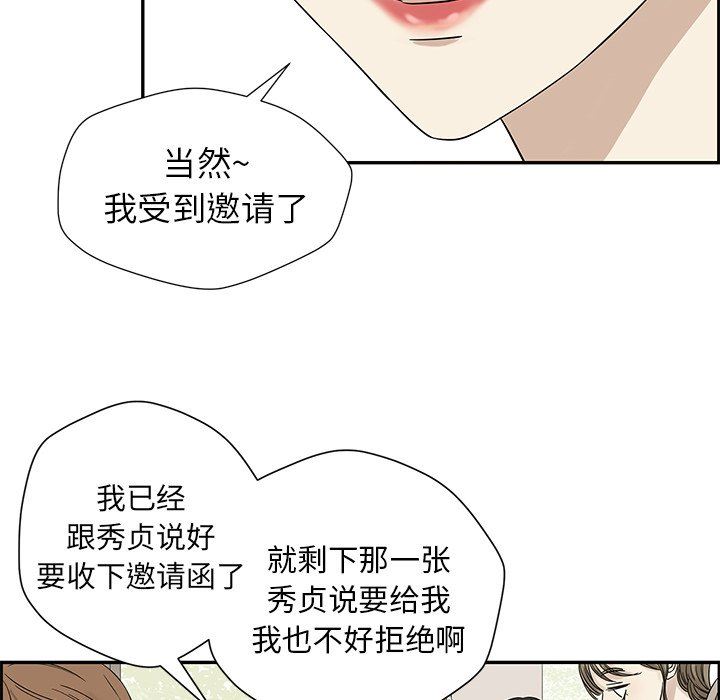 当然~
我受到邀请了
我已经
跟秀贞说好
要收下邀请函了
就剩下那一张
秀贞说要给我
我也不好拒绝啊